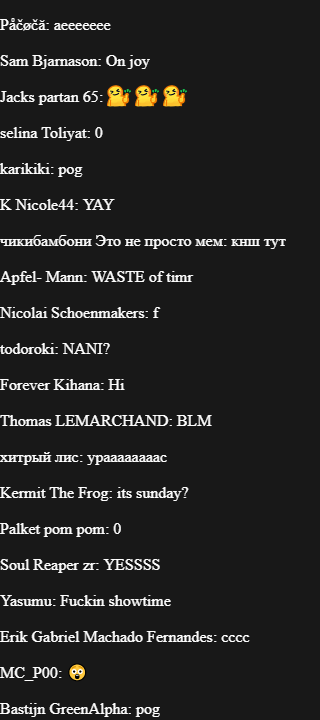 Påčøčă: aeeeeeee
Sam Bjarnason: On joy
Jacks partan 65:
selina Toliyat: 0
karikiki: pog
K Nicole44: YAY
чикибамбони Это не просто мем: кнш тут
Apfel- Mann: WASTE of timr
Nicolai Schoenmakers: f
todoroki: NANI?
Forever Kihana: Hi
Thomas LEMARCHAND: BLM
хитрый лис: ураааааааас
Kermit The Frog: its sunday?
Palket pom pom: 0
Soul Reaper zr: YESSSS
Yasumu: Fuckin showtime
Erik Gabriel Machado Fernandes: cccc
MC_P00: 😲
Bastijn GreenAlpha: pog